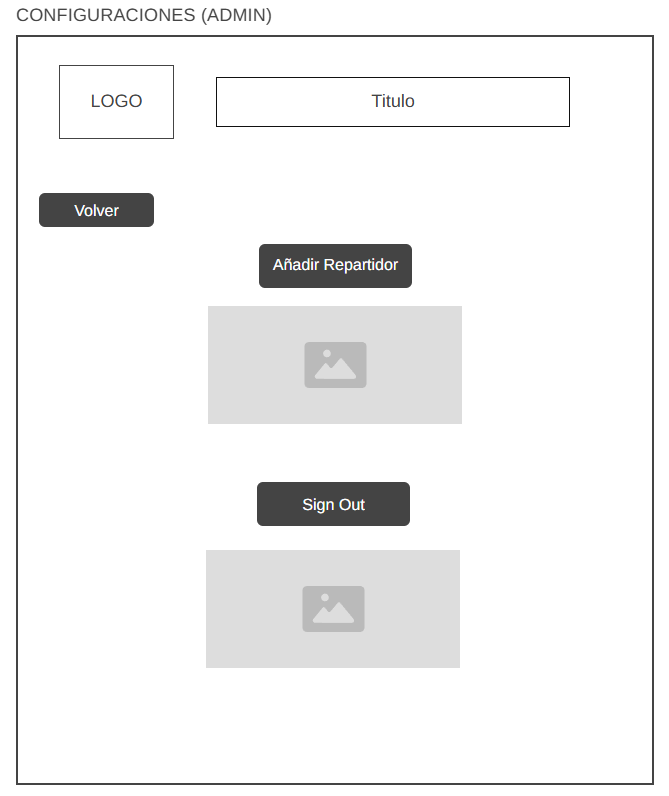 CONFIGURACIONES (ADMIN)
LOGO
Titulo
Volver
Añadir Repartidor
Sign Out